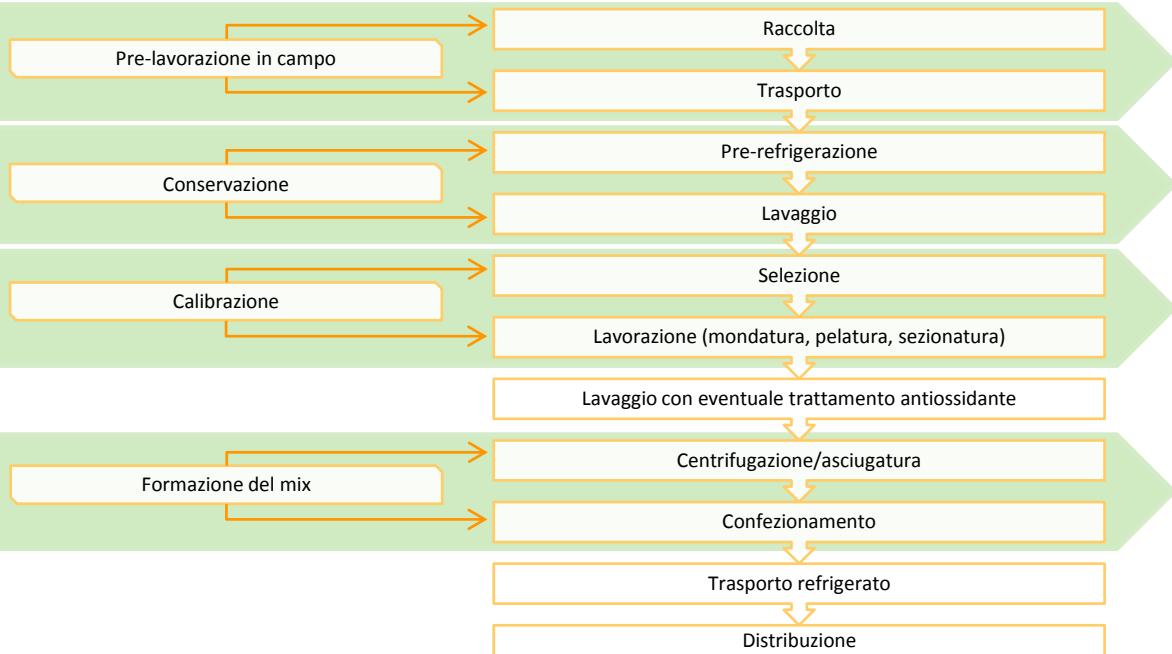 Raccolta
Pre-lavorazione in campo
Trasporto
Pre-refrigerazione
Conservazione
Lavaggio
Selezione
Calibrazione
Lavorazione (mondatura, pelatura, sezionatura)
Lavaggio con eventuale trattamento antiossidante
Centrifugazione/asciugatura
Formazione del mix
Confezionamento
Trasporto refrigerato
Distribuzione